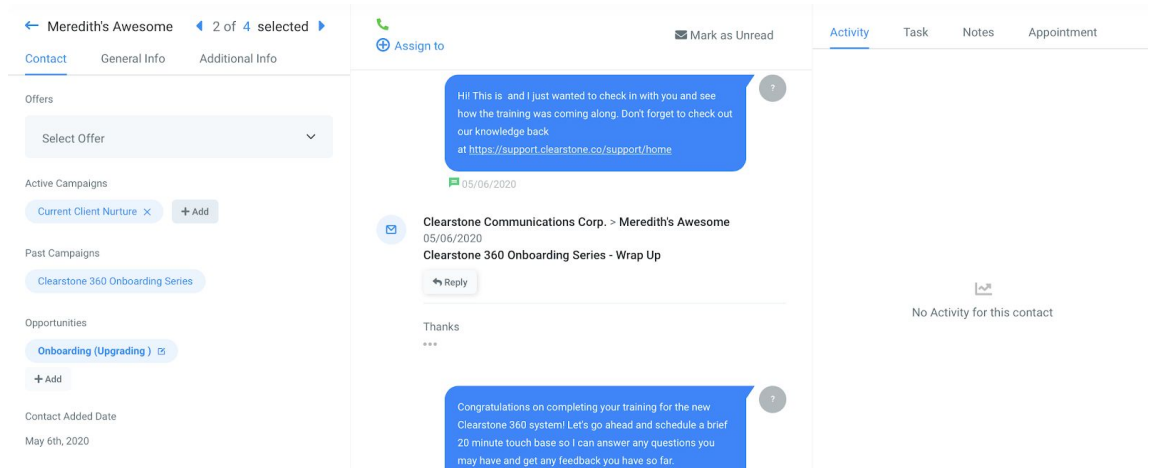 Meredith's Awesome
2 of 4 selected
Contact
General Info
Additional Info
Offers
Select Offer
Active Campaigns
Current Client Nurture ×
+ Add
Past Campaigns
Clearstone 360 Onboarding Series
Opportunities
Onboarding (Upgrading )
+ Add
Contact Added Date
May 6th, 2020
Assign to
Mark as Unread
Hi! This is  and I just wanted to check in with you and see
how the training was coming along. Don't forget to check out
our knowledge back
at https://support.clearstone.co/support/home
?
05/06/2020
Clearstone Communications Corp. > Meredith's Awesome
05/06/2020
Clearstone 360 Onboarding Series - Wrap Up
Reply
Thanks
•••
Congratulations on completing your training for the new
Clearstone 360 system! Let's go ahead and schedule a brief
20 minute touch base so I can answer any questions you
may have and get any feedback you have so far.
?
Activity
Task
Notes
Appointment
No Activity for this contact